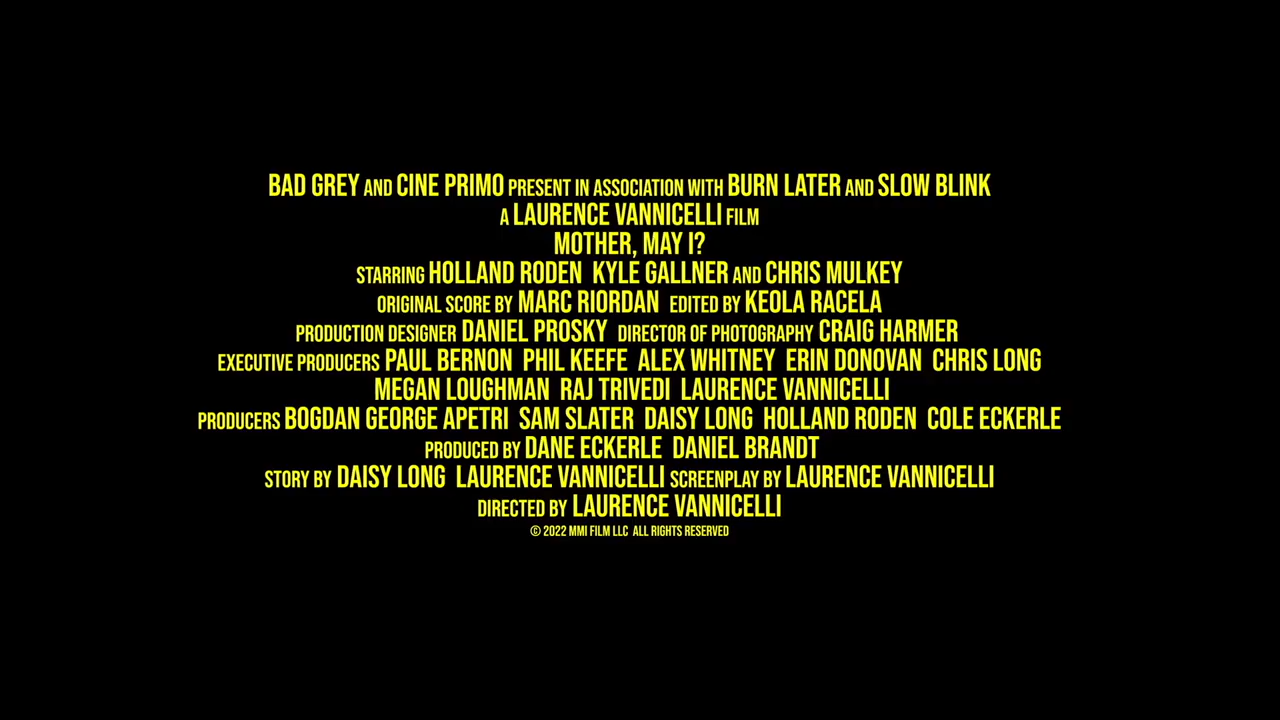 BAD GREY AND CINE PRIMO PRESENT IN ASSOCIATION WITH BURN LATER AND SLOW BLINK
A LAURENCE VANNICELLI FILM
MOTHER, MAY I?
STARRING HOLLAND RODEN KYLE GALLNER AND CHRIS MULKEY
ORIGINAL SCORE BY MARC RIORDAN EDITED BY KEOLA RACELA
PRODUCTION DESIGNER DANIEL PROSKY DIRECTOR OF PHOTOGRAPHY CRAIG HARMER
EXECUTIVE PRODUCERS PAUL BERNON PHIL KEEFE ALEX WHITNEY ERIN DONOVAN CHRIS LONG
MEGAN LOUGHMAN RAJ TRIVEDI LAURENCE VANNICELLI
PRODUCERS BOGDAN GEORGE APETRI SAM SLATER DAISY LONG HOLLAND RODEN COLE ECKERLE
PRODUCED BY DANE ECKERLE DANIEL BRANDT
STORY BY DAISY LONG LAURENCE VANNICELLI SCREENPLAY BY LAURENCE VANNICELLI
DIRECTED BY LAURENCE VANNICELLI
© 2022 MMI FILM LLC ALL RIGHTS RESERVED